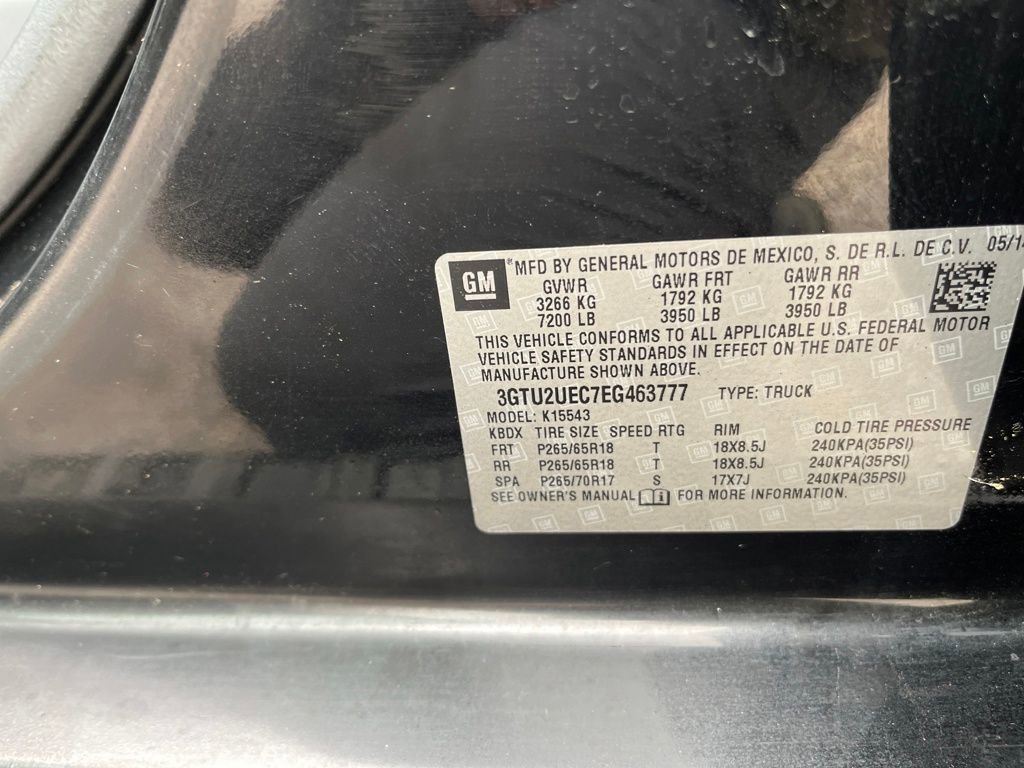 GM
MFD BY GENERAL MOTORS DE MEXICO, S. DE R.L. DE C.V. 05/14
GVWR GAWR FRT GAWR RR
3266 KG 1792 KG 1792 KG
7200 LB 3950 LB 3950 LB
THIS VEHICLE CONFORMS TO ALL APPLICABLE U.S. FEDERAL MOTOR
VEHICLE SAFETY STANDARDS IN EFFECT ON THE DATE OF
MANUFACTURE SHOWN ABOVE.
3GTU2UEC7EG463777 TYPE: TRUCK
MODEL: K15543
KBDX TIRE SIZE SPEED RTG RIM COLD TIRE PRESSURE
FRT P265/65R18 T 18X8.5J 240KPA(35PSI)
RR P265/65R18 T 18X8.5J 240KPA(35PSI)
SPA P265/70R17 S 17X7J 240KPA(35PSI)
SEE OWNER'S MANUAL i FOR MORE INFORMATION.